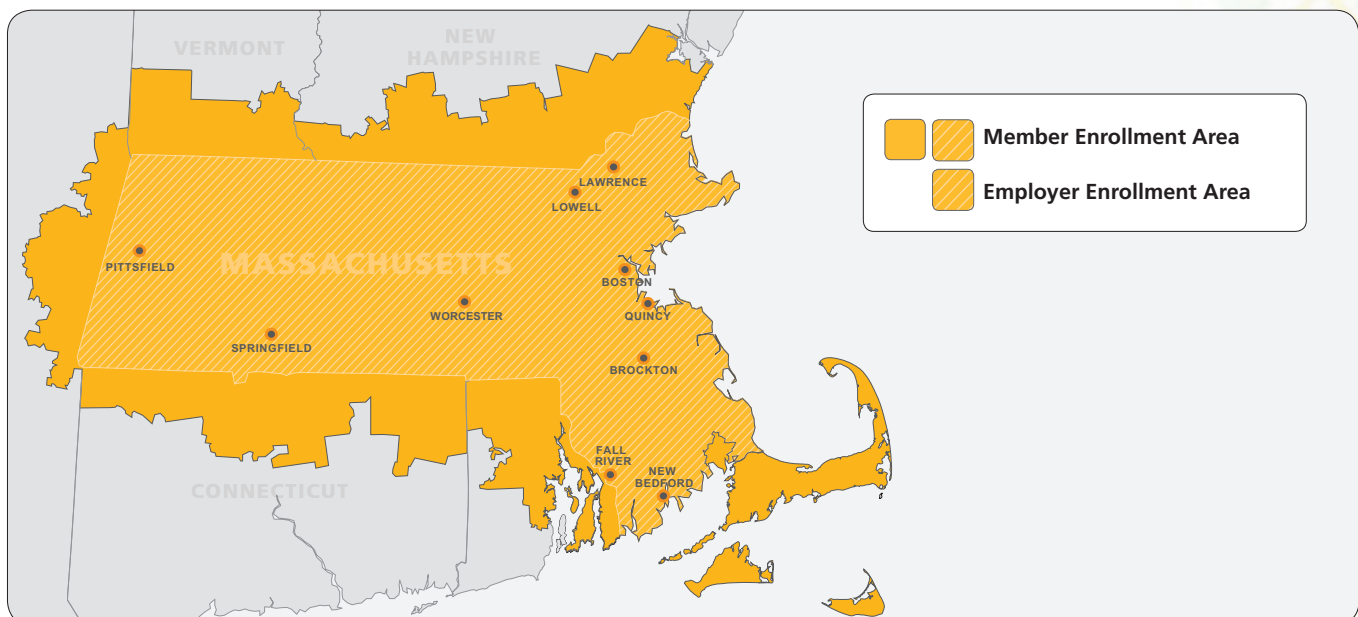 VERMONT
NEW
HAMPSHIRE
Member Enrollment Area
Employer Enrollment Area
LAWRENCE
LOWELL
PITTSFIELD
MASSACHUSETTS
BOSTON
WORCESTER
QUINCY
SPRINGFIELD
BROCKTON
FALL
RIVER
NEW
BEDFORD
CONNECTICUT